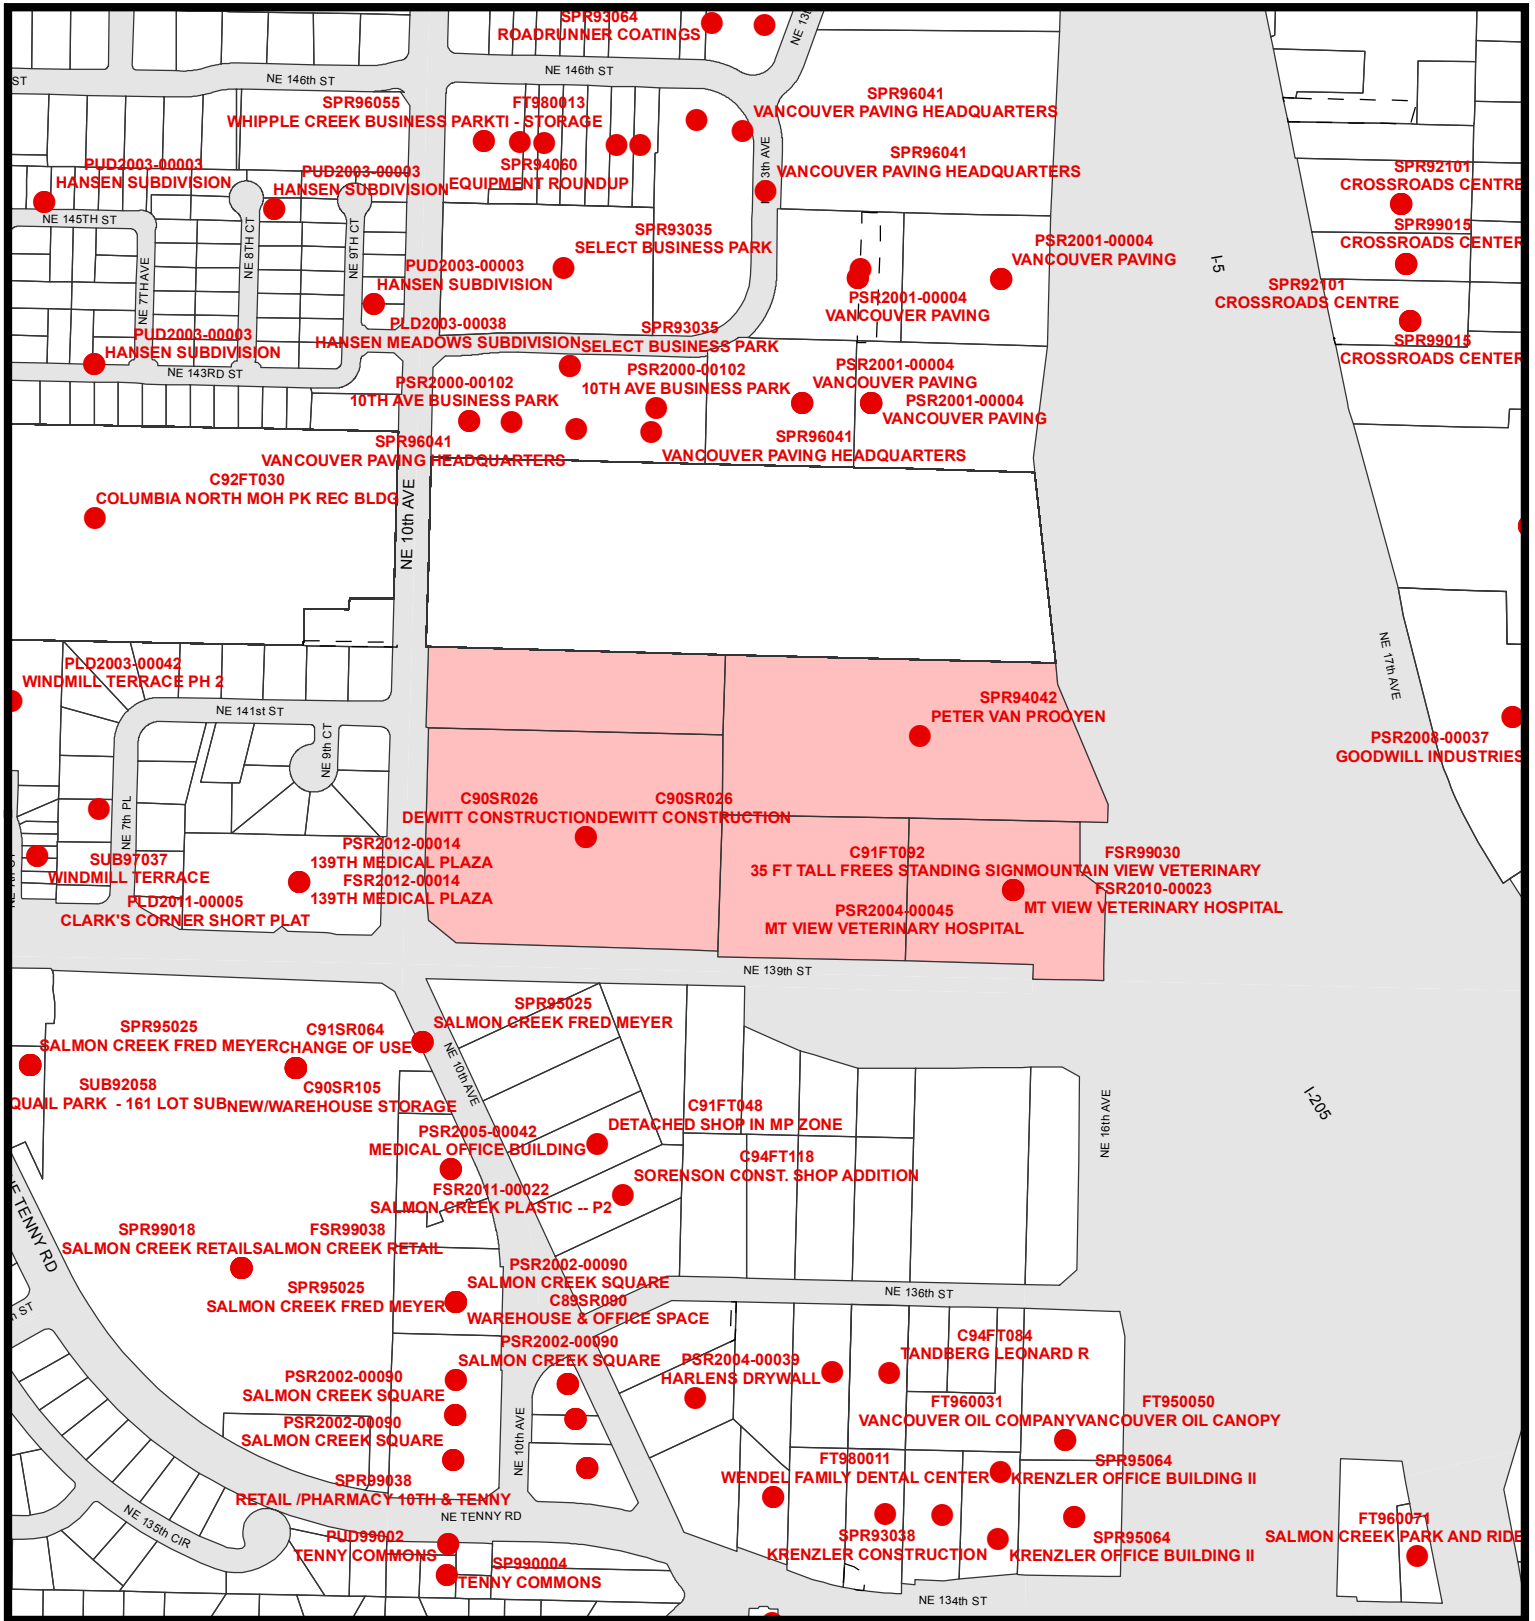 SPR93064
ROADRUNNER COATINGS
NE 13
ST
NE 146th ST
NE 146th ST
SPR96055
WHIPPLE CREEK BUSINESS PARK
FT980013
TI - STORAGE
SPR96041
VANCOUVER PAVING HEADQUARTERS
SPR94060
EQUIPMENT ROUNDUP
SPR96041
VANCOUVER PAVING HEADQUARTERS
3th AVE
PUD2003-00003
HANSEN SUBDIVISION
PUD2003-00003
HANSEN SUBDIVISION
SPR92101
CROSSROADS CENTRE
NE 145TH ST
NE 7TH AVE
NE 8TH CT
NE 9TH CT
SPR93035
SELECT BUSINESS PARK
PSR2001-00004
VANCOUVER PAVING
I-5
SPR99015
CROSSROADS CENTER
PUD2003-00003
HANSEN SUBDIVISION
PSR2001-00004
VANCOUVER PAVING
SPR92101
CROSSROADS CENTRE
PUD2003-00003
HANSEN SUBDIVISION
PLD2003-00038
HANSEN MEADOWS SUBDIVISION
SPR93035
SELECT BUSINESS PARK
SPR99015
CROSSROADS CENTER
NE 143RD ST
PSR2000-00102
10TH AVE BUSINESS PARK
PSR2000-00102
10TH AVE BUSINESS PARK
PSR2001-00004
VANCOUVER PAVING
PSR2001-00004
VANCOUVER PAVING
SPR96041
VANCOUVER PAVING HEADQUARTERS
SPR96041
VANCOUVER PAVING HEADQUARTERS
C92FT030
COLUMBIA NORTH MOH PK REC BLDG
NE 10th AVE
PLD2003-00042
WINDMILL TERRACE PH 2
NE 141st ST
NE 9th CT
NE 17th AVE
SPR94042
PETER VAN PROOYEN
PSR2008-00037
GOODWILL INDUSTRIES
NE 7th PL
C90SR026
DEWITT CONSTRUCTION
C90SR026
DEWITT CONSTRUCTION
PSR2012-00014
139TH MEDICAL PLAZA
FSR2012-00014
139TH MEDICAL PLAZA
SUB97037
WINDMILL TERRACE
PLD2011-00005
CLARK'S CORNER SHORT PLAT
C91FT092
35 FT TALL FREES STANDING SIGN
FSR99030
MOUNTAIN VIEW VETERINARY
FSR2010-00023
MT VIEW VETERINARY HOSPITAL
PSR2004-00045
MT VIEW VETERINARY HOSPITAL
NE 139th ST
SPR95025
SALMON CREEK FRED MEYER
SPR95025
SALMON CREEK FRED MEYER
C91SR064
CHANGE OF USE
NE 10th AVE
SUB92058
QUAIL PARK - 161 LOT SUB
C90SR105
NEW/WAREHOUSE STORAGE
C91FT048
DETACHED SHOP IN MP ZONE
NE 16th AVE
I-205
PSR2005-00042
MEDICAL OFFICE BUILDING
C94FT118
SORENSON CONST. SHOP ADDITION
FSR2011-00022
SALMON CREEK PLASTIC -- P2
NE TENNY RD
SPR99018
SALMON CREEK RETAIL
FSR99038
SALMON CREEK RETAIL
PSR2002-00090
SALMON CREEK SQUARE
SPR95025
SALMON CREEK FRED MEYER
C89SR090
WAREHOUSE & OFFICE SPACE
NE 136th ST
ST
PSR2002-00090
SALMON CREEK SQUARE
PSR2004-00039
HARLENS DRYWALL
C94FT084
TANDBERG LEONARD R
PSR2002-00090
SALMON CREEK SQUARE
FT960031
VANCOUVER OIL COMPANY
FT950050
VANCOUVER OIL CANOPY
PSR2002-00090
SALMON CREEK SQUARE
NE 10th AVE
FT980011
WENDEL FAMILY DENTAL CENTER
SPR95064
KRENZLER OFFICE BUILDING II
SPR99038
RETAIL /PHARMACY 10TH & TENNY
NE TENNY RD
NE 135th CIR
PUD99002
TENNY COMMONS
SP990004
TENNY COMMONS
SPR93038
KRENZLER CONSTRUCTION
SPR95064
KRENZLER OFFICE BUILDING II
FT960071
SALMON CREEK PARK AND RIDE
NE 134th ST